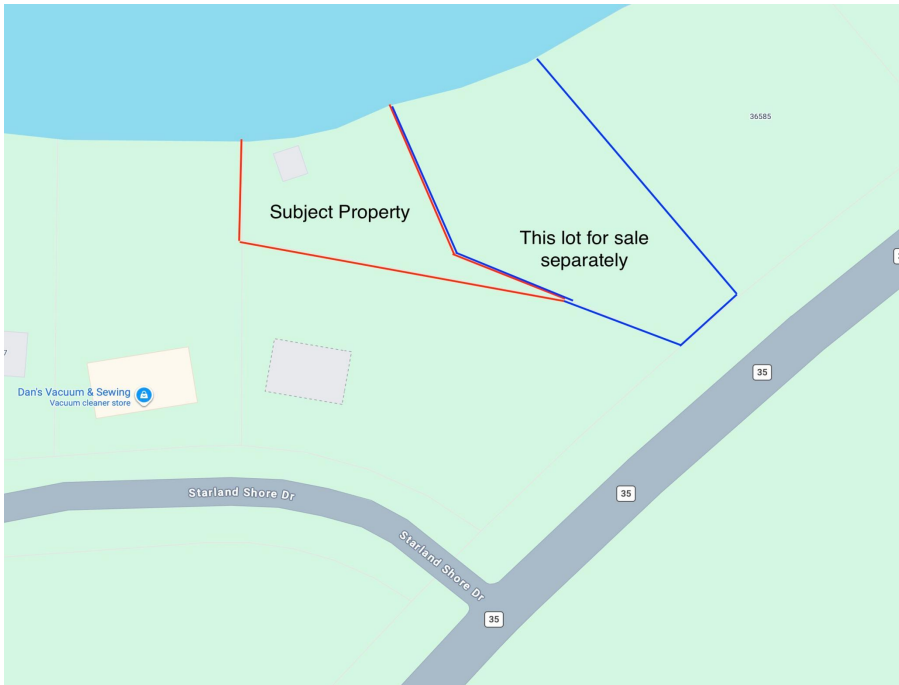 36585
Subject Property
This lot for sale
separately
35
7
Dan's Vacuum & Sewing
Vacuum cleaner store
35
Starland Shore Dr
Starland Shore Dr
35